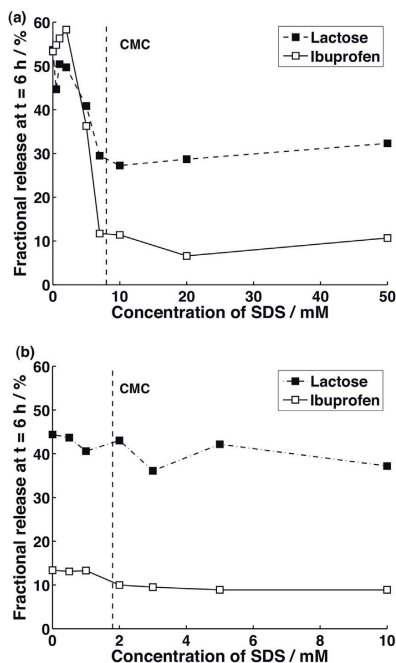 (a)
Fractional release at t = 6 h / %
60
50
40
30
20
10
0
CMC
Lactose
Ibuprofen
0 10 20 30 40 50
Concentration of SDS / mM
(b)
Fractional release at t = 6 h / %
60
50
40
30
20
10
0
CMC
Lactose
Ibuprofen
0 2 4 6 8 10
Concentration of SDS / mM